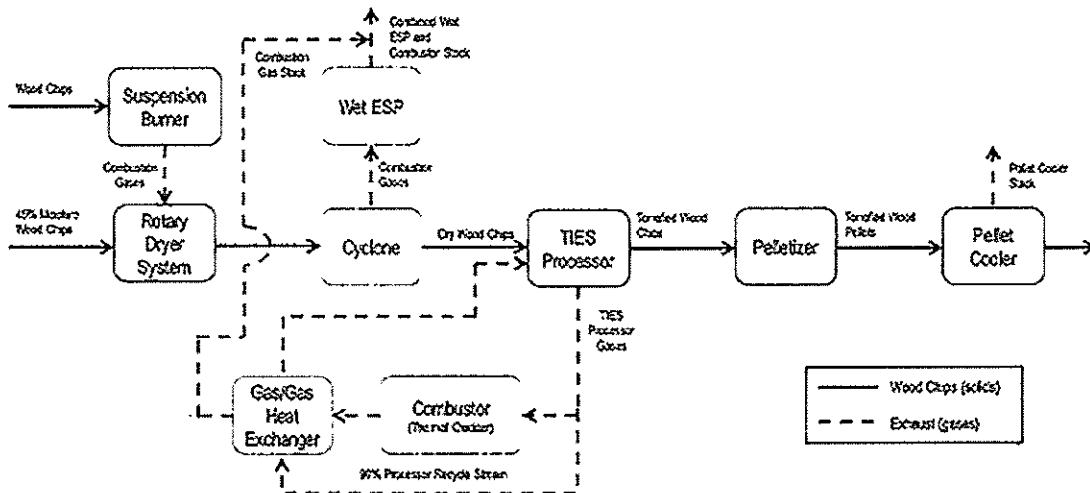 Combined Wet
ESP and
Combustor Stack
Combustion
Gas Stack
Wood Chips
Suspension
Burner
Wet ESP
Combustion
Gases
Combustion
Gases
Pellet Cooler
Stack
45% Moisture
Wood Chips
Rotary
Dryer
System
Cyclone
Dry Wood Chips
TIES
Processor
Torrefied Wood
Chips
Pelletizer
Torrefied Wood
Pellets
Pellet
Cooler
TIES
Processor
Gases
Gas/Gas
Heat
Exchanger
Combustor
(Thermal Oxidizer)
Processor Recycle Stream
Wood Chips (solids)
Exhaust (gases)